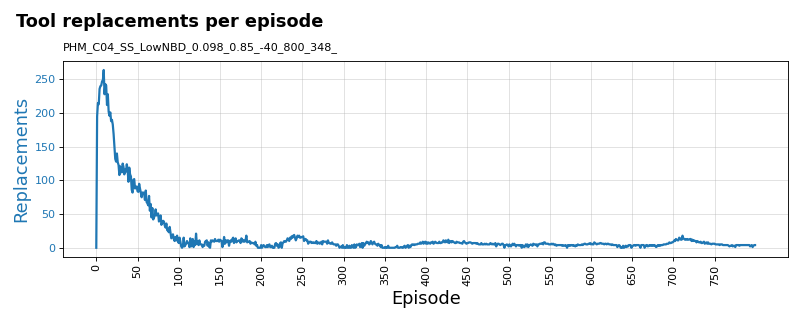 Tool replacements per episode
PHM_C04_SS_LowNBD_0.098_0.85_-40_800_348_
Replacements
250
200
150
100
50
0
0 50 100 150 200 250 300 350 400 450 500 550 600 650 700 750
Episode